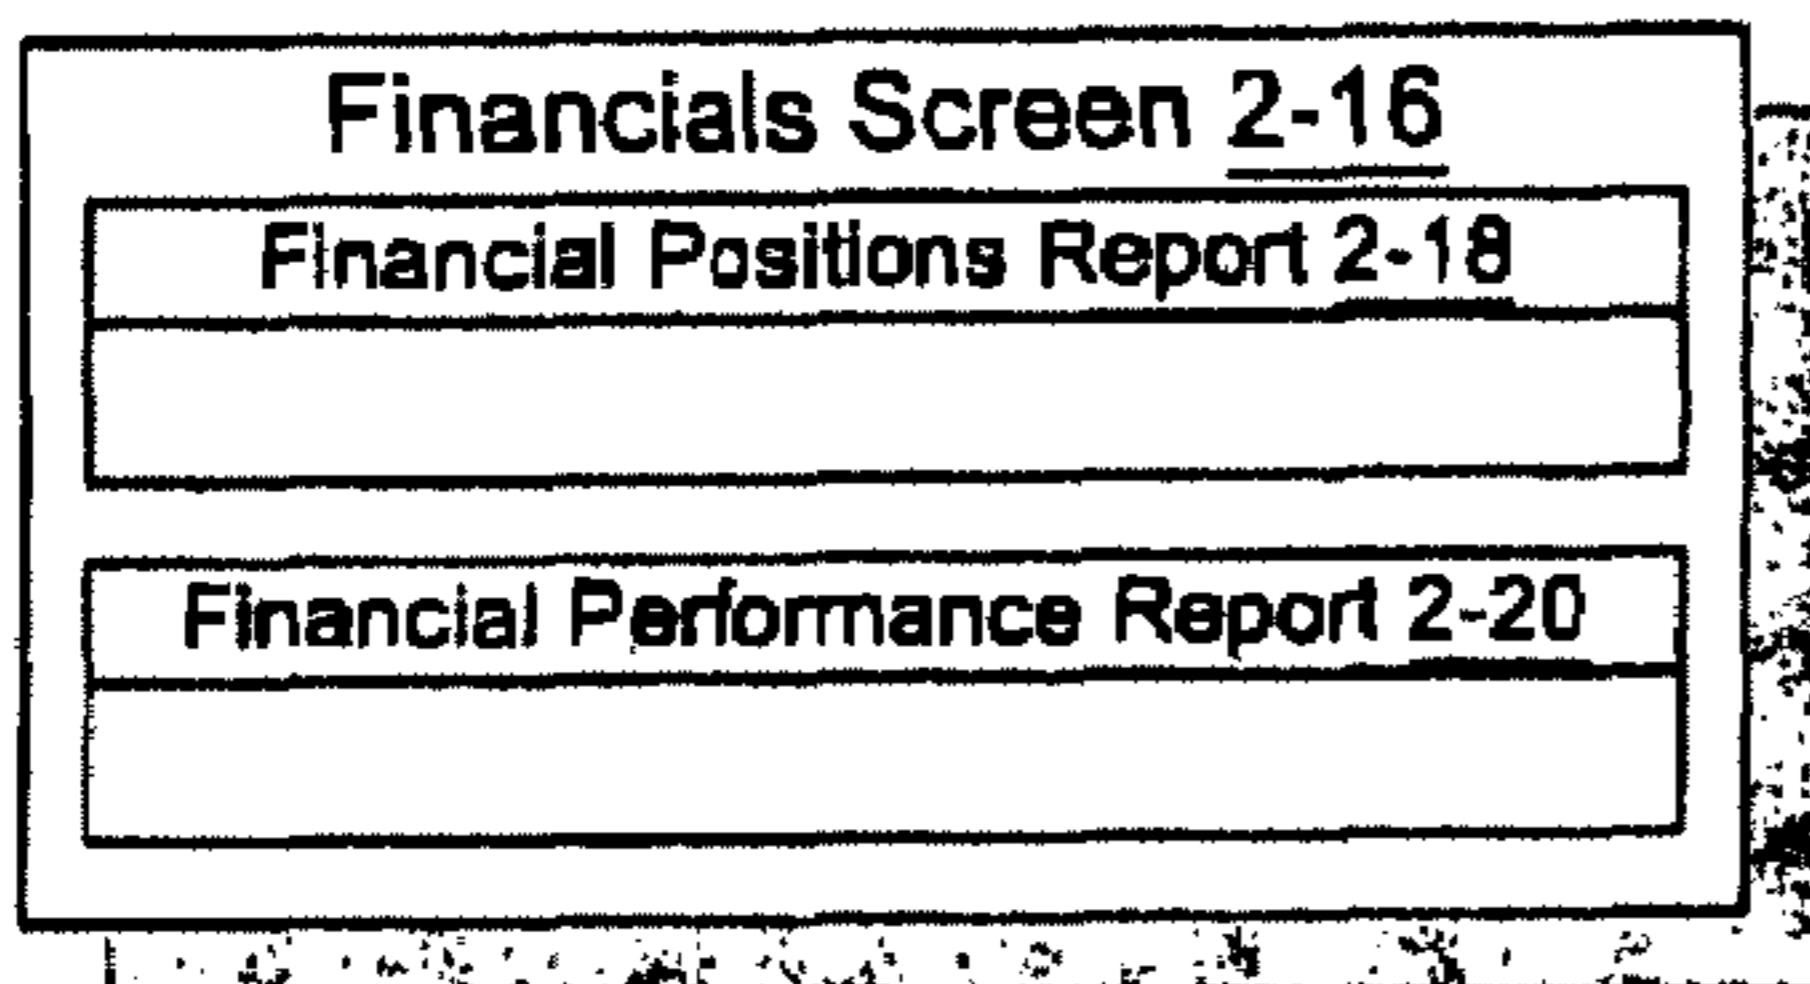 Financials Screen 2-16
Financial Positions Report 2-18
Financial Performance Report 2-20